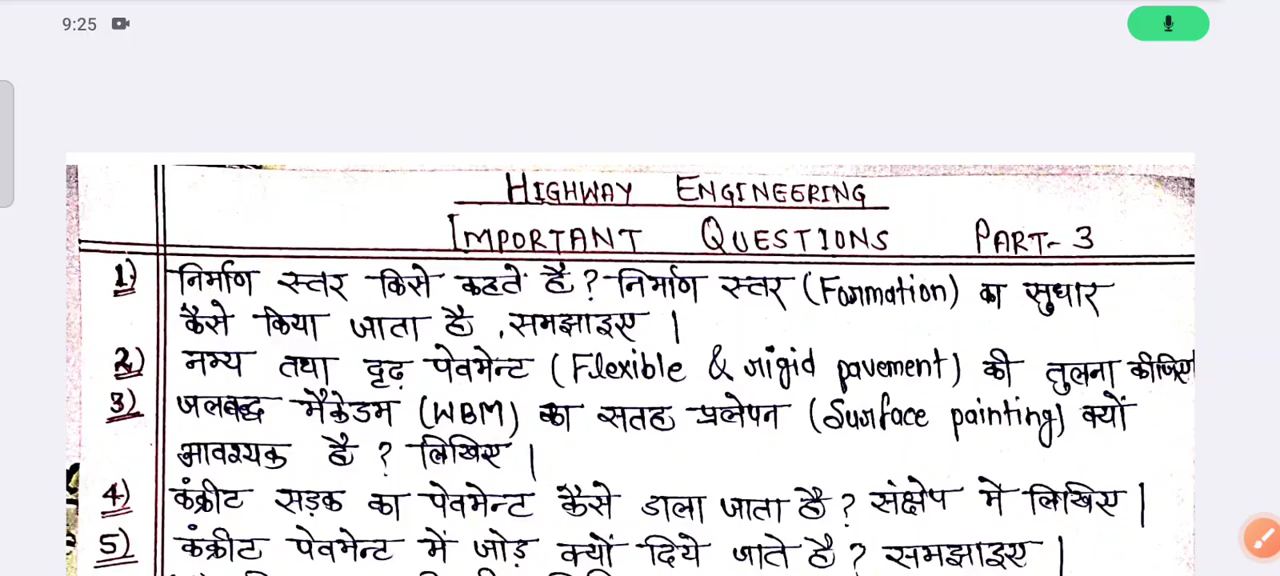 9:25
HIGHWAY ENGINEERING
IMPORTANT QUESTIONS PART-3
1) निर्माण स्तर किसे कहते है? निर्माण स्तर (Formation) का सुधार
कैसे किया जाता है, समझाइए |
2) नम्य तथा दृढ़ पेवमेन्ट (Flexible & rigid pavement) की तुलना कीजिए
3) जलबद्ध मैकेडम (WBM) का सतह प्रलेपन (Surface painting) क्यों
आवश्यक है? लिखिए |
4) कंक्रीट सड़क का पेवमेन्ट कैसे डाला जाता है? संक्षेप मे लिखिए |
5) कंक्रीट पेवमेन्ट में जोड़ क्यों दिये जाते है? समझाइए |